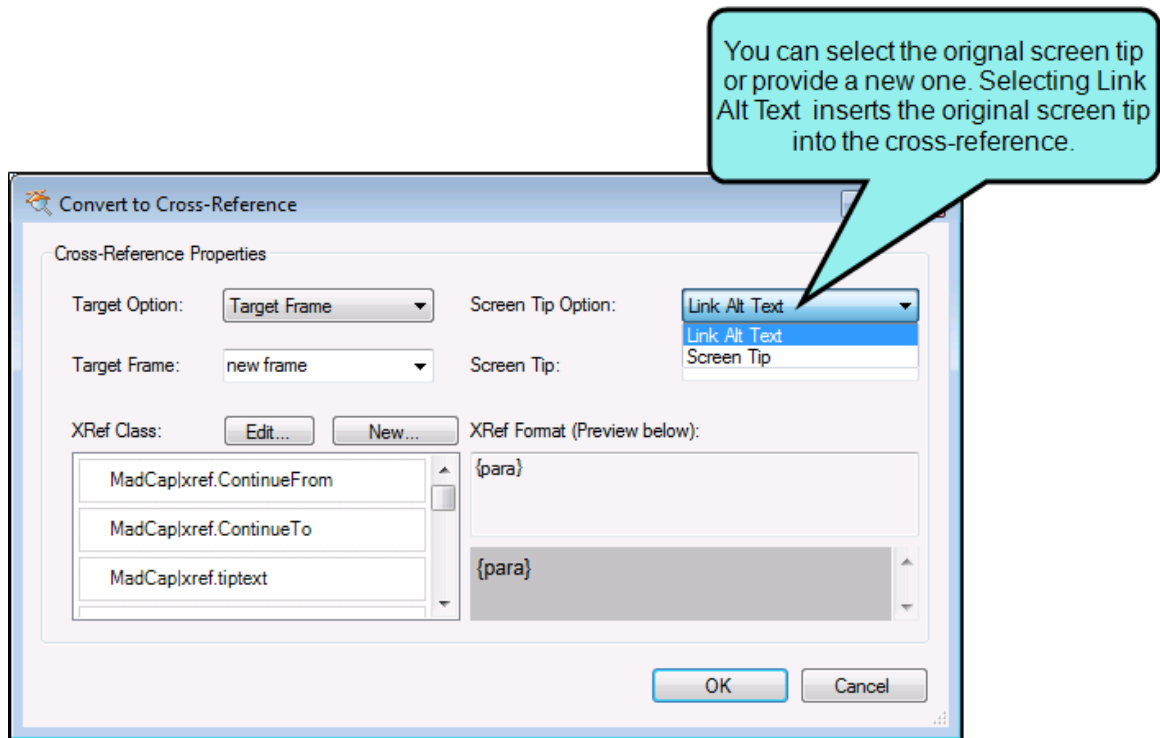 You can select the orignal screen tip
or provide a new one. Selecting Link
Alt Text  inserts the original screen tip
into the cross-reference.
Convert to Cross-Reference
Cross-Reference Properties
Target Option: Target Frame Screen Tip Option: Link Alt Text
Link Alt Text
Screen Tip
Target Frame: new frame Screen Tip:
XRef Class: Edit... New... XRef Format (Preview below):
MadCap|xref.ContinueFrom {para}
MadCap|xref.ContinueTo
MadCap|xref.tiptext {para}
OK Cancel